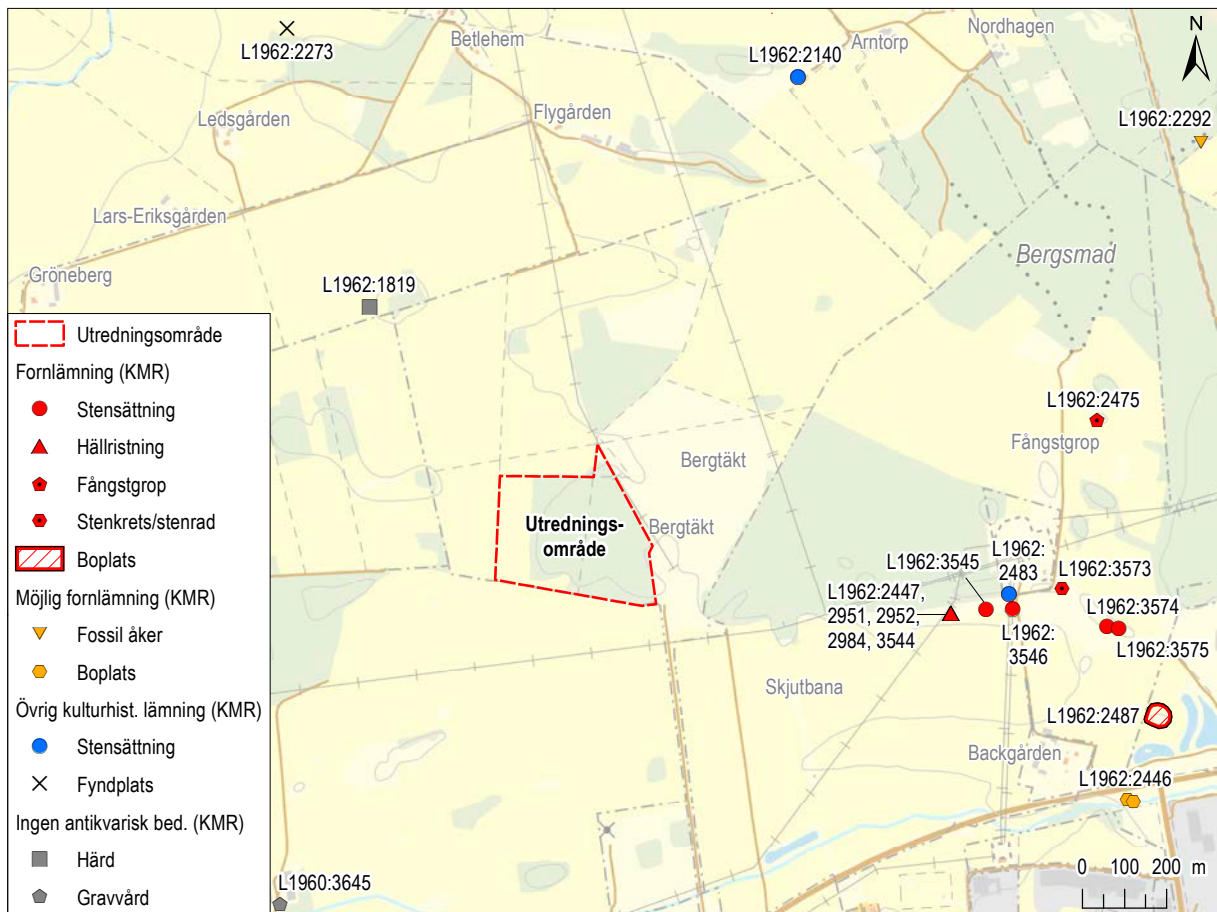 Nordhagen
N
Betlehem
Arntorp
L1962:2273
L1962:2140
Ledsgården
Flygården
L1962:2292
Lars-Eriksgården
Bergsmad
Gröneberg
L1962:1819
Utredningsområde
Fornlämning (KMR)
Stensättning
Hällristning
Fångstgrop
Stenkrets/stenrad
Boplats
Möjlig fornlämning (KMR)
Fossil åker
Boplats
Övrig kulturhist. lämning (KMR)
Stensättning
Fyndplats
Ingen antikvarisk bed. (KMR)
Härd
Gravvård
L1962:2475
Fångstgrop
Bergtäkt
Bergtäkt
Utrednings-
område
L1962:3545
L1962:
2483
L1962:3573
L1962:2447,
2951, 2952,
2984, 3544
L1962:3574
L1962:
3546
L1962:3575
Skjutbana
L1962:2487
Backgården
L1962:2446
L1960:3645
0 100 200 m